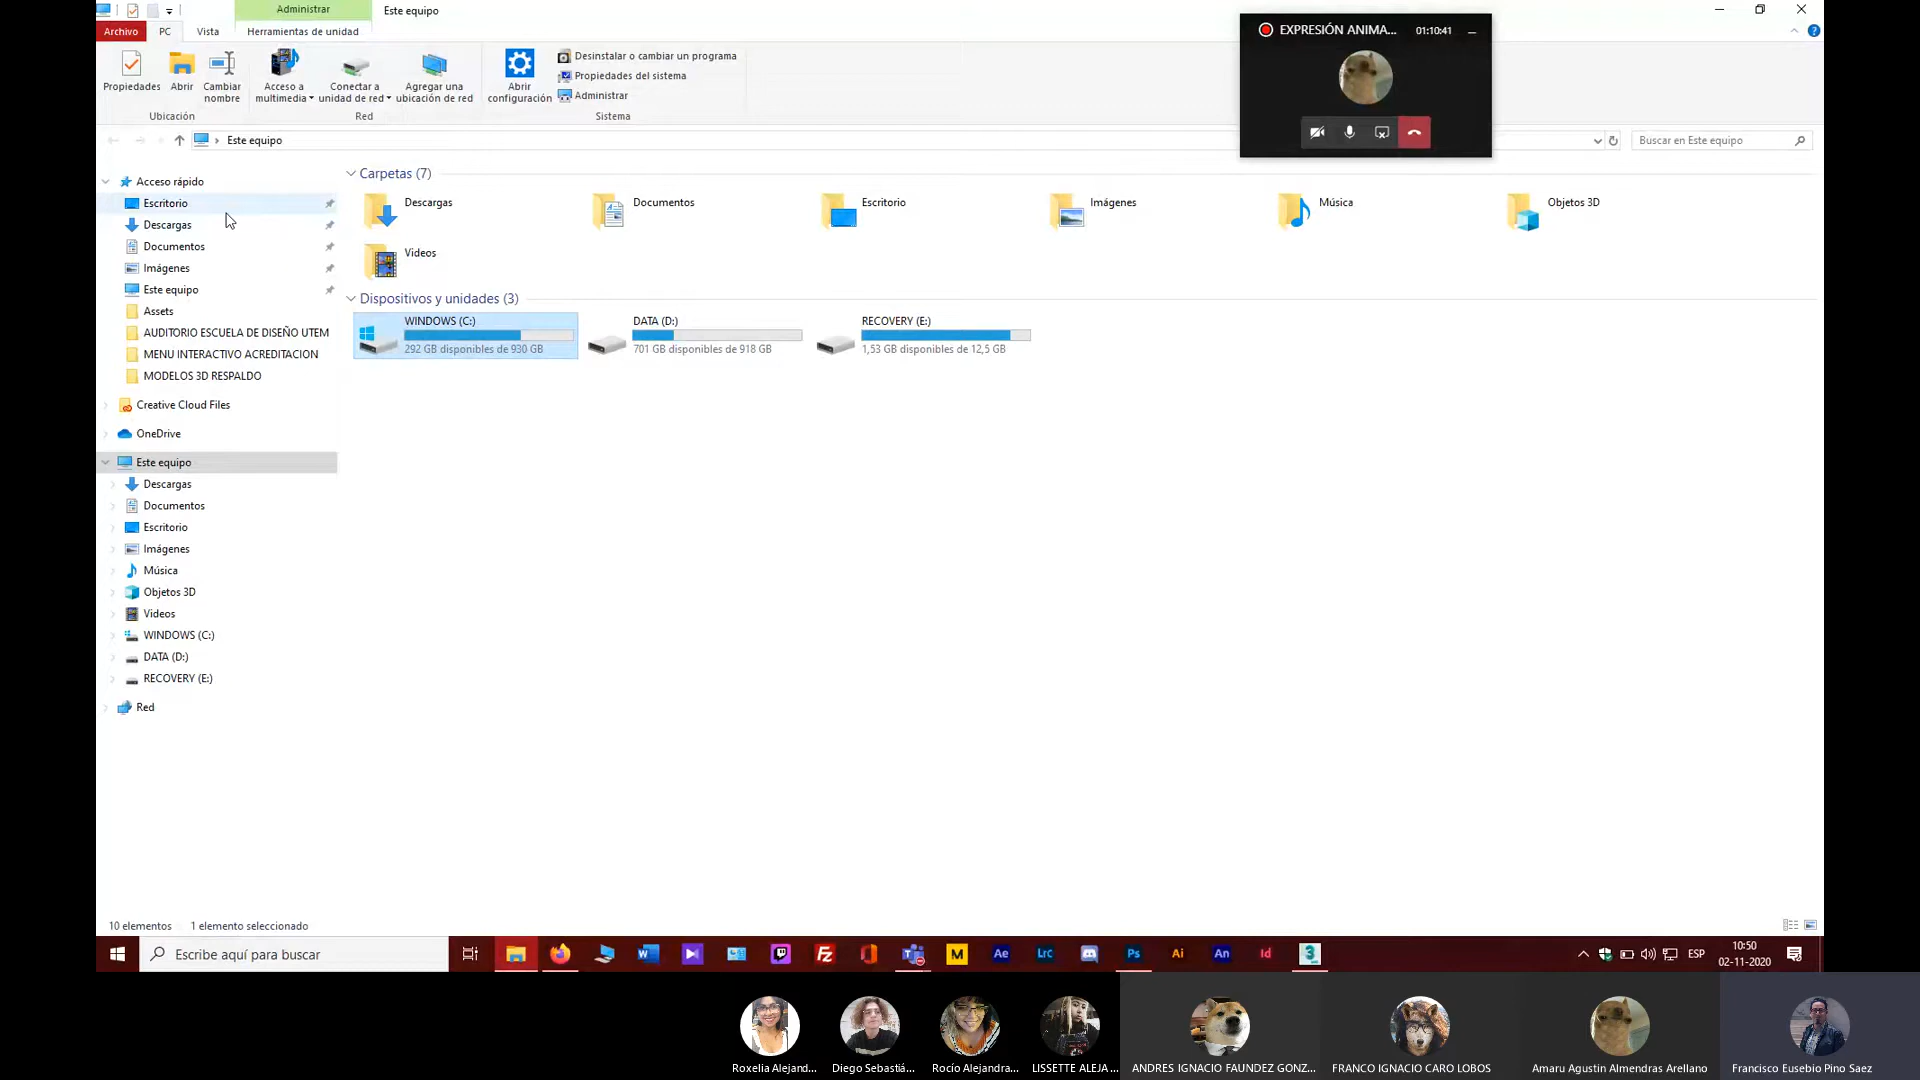 Administrar
Este equipo
Archivo
PC
Vista
Herramientas de unidad
Propiedades
Abrir
Cambiar
nombre
Acceso a
multimedia
Conectar a
unidad de red
Agregar una
ubicación de red
Abrir
configuración
Desinstalar o cambiar un programa
Propiedades del sistema
Administrar
Ubicación
Red
Sistema
EXPRESIÓN ANIMA...
01:10:41
Este equipo
Buscar en Este equipo
Acceso rápido
Escritorio
Descargas
Documentos
Imágenes
Este equipo
Assets
AUDITORIO ESCUELA DE DISEÑO UTEM
MENU INTERACTIVO ACREDITACION
MODELOS 3D RESPALDO
Creative Cloud Files
OneDrive
Este equipo
Descargas
Documentos
Escritorio
Imágenes
Música
Objetos 3D
Videos
WINDOWS (C:)
DATA (D:)
RECOVERY (E:)
Red
Carpetas (7)
Descargas
Documentos
Escritorio
Imágenes
Música
Objetos 3D
Videos
Dispositivos y unidades (3)
WINDOWS (C:)
292 GB disponibles de 930 GB
DATA (D:)
701 GB disponibles de 918 GB
RECOVERY (E:)
1,53 GB disponibles de 12,5 GB
10 elementos
1 elemento seleccionado
Escribe aquí para buscar
Fz
M
Ae
LrC
Ps
Ai
An
Id
3
ESP
10:50
02-11-2020
Roxelia Alejand...
Diego Sebastiá...
Rocío Alejandra...
LISSETTE ALEJA ...
ANDRES IGNACIO FAUNDEZ GONZ...
FRANCO IGNACIO CARO LOBOS
Amaru Agustin Almendras Arellano
Francisco Eusebio Pino Saez